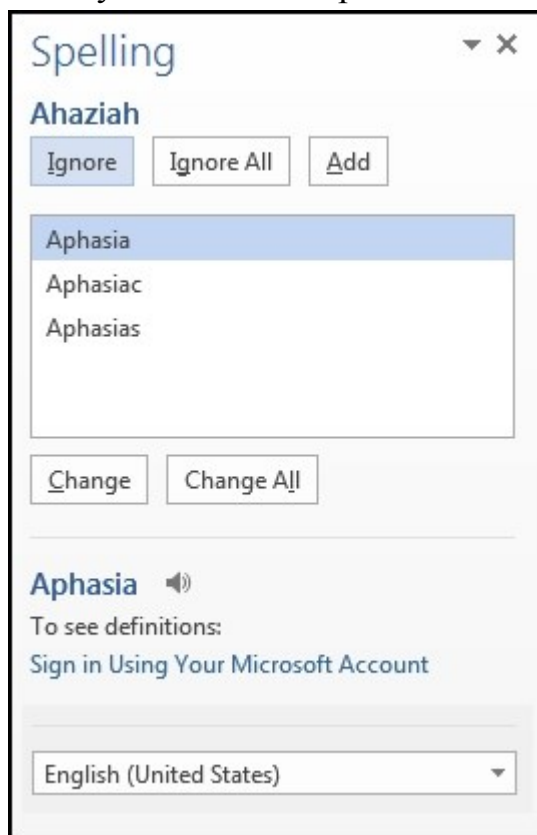 Spelling
Ahaziah
Ignore Ignore All Add
Aphasia
Aphasiac
Aphasias
Change Change All
Aphasia
To see definitions:
Sign in Using Your Microsoft Account
English (United States)